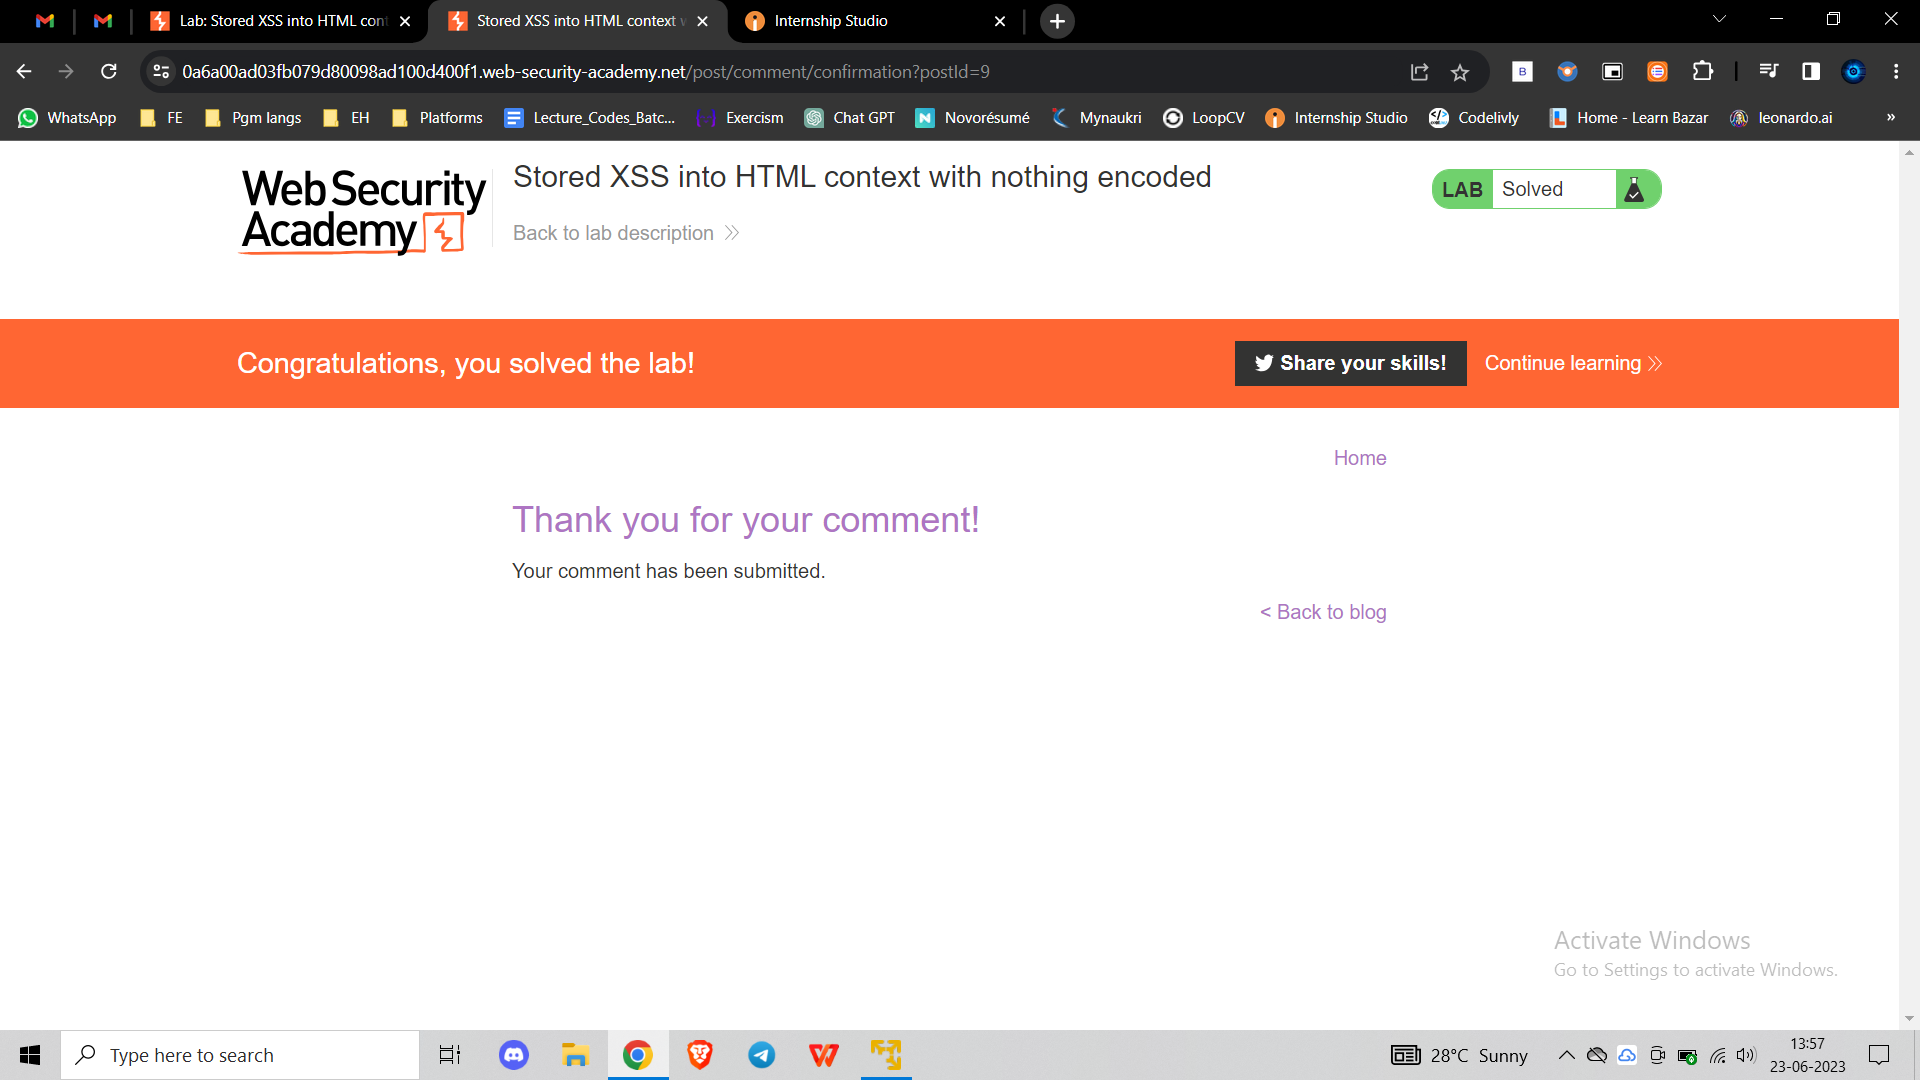 Lab: Stored XSS into HTML cont
Stored XSS into HTML context w
Internship Studio
0a6a00ad03fb079d80098ad100d400f1.web-security-academy.net/post/comment/confirmation?postId=9
B
WhatsApp
FE
Pgm langs
EH
Platforms
Lecture_Codes_Batc...
Exercism
Chat GPT
Novorésumé
Mynaukri
LoopCV
Internship Studio
Codelivly
Home - Learn Bazar
leonardo.ai
»
Web Security
Academy
Stored XSS into HTML context with nothing encoded
Back to lab description
LAB Solved
Congratulations, you solved the lab!
Share your skills!
Continue learning
Home
Thank you for your comment!
Your comment has been submitted.
< Back to blog
Activate Windows
Go to Settings to activate Windows.
Type here to search
28°C Sunny
13:57
23-06-2023